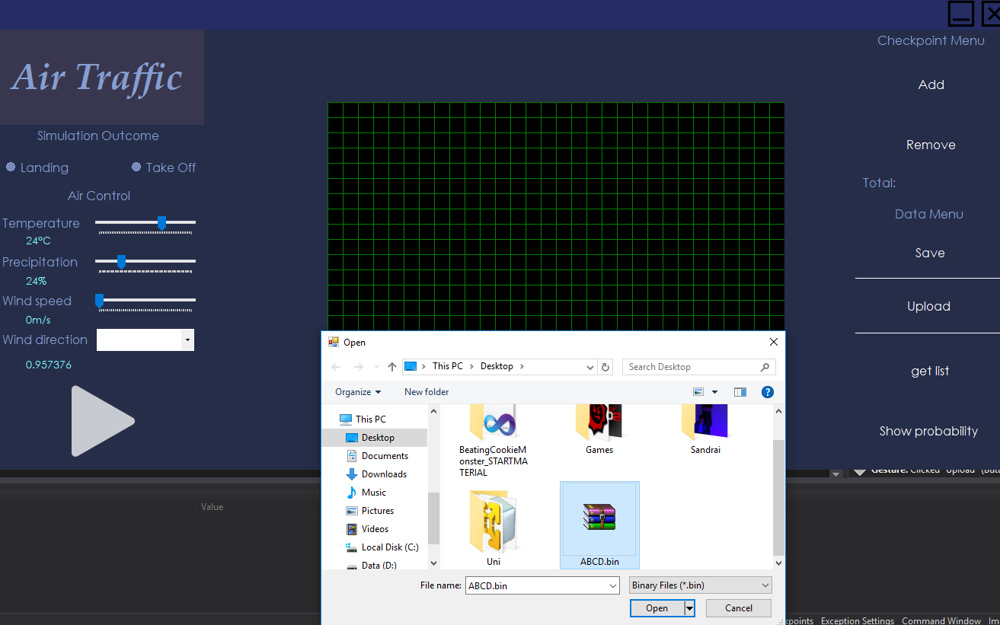 Air Traffic
Simulation Outcome
Landing
Take Off
Air Control
Temperature
24°C
Precipitation
24%
Wind speed
0m/s
Wind direction
0.957376
Checkpoint Menu
Add
Remove
Total:
Data Menu
Save
Upload
get list
Show probability
Gesture: Clicked "Upload" (Butt
Value
Open
This PC > Desktop >
Search Desktop
Organize
New folder
This PC
Desktop
Documents
Downloads
Music
Pictures
Videos
Local Disk (C:)
Data (D:)
BeatingCookieM
onster_STARTMA
TERIAL
Games
Sandrai
Uni
ABCD.bin
File name:
ABCD.bin
Binary Files (*.bin)
Open
Cancel
kpoints
Exception Settings
Command Window
Im